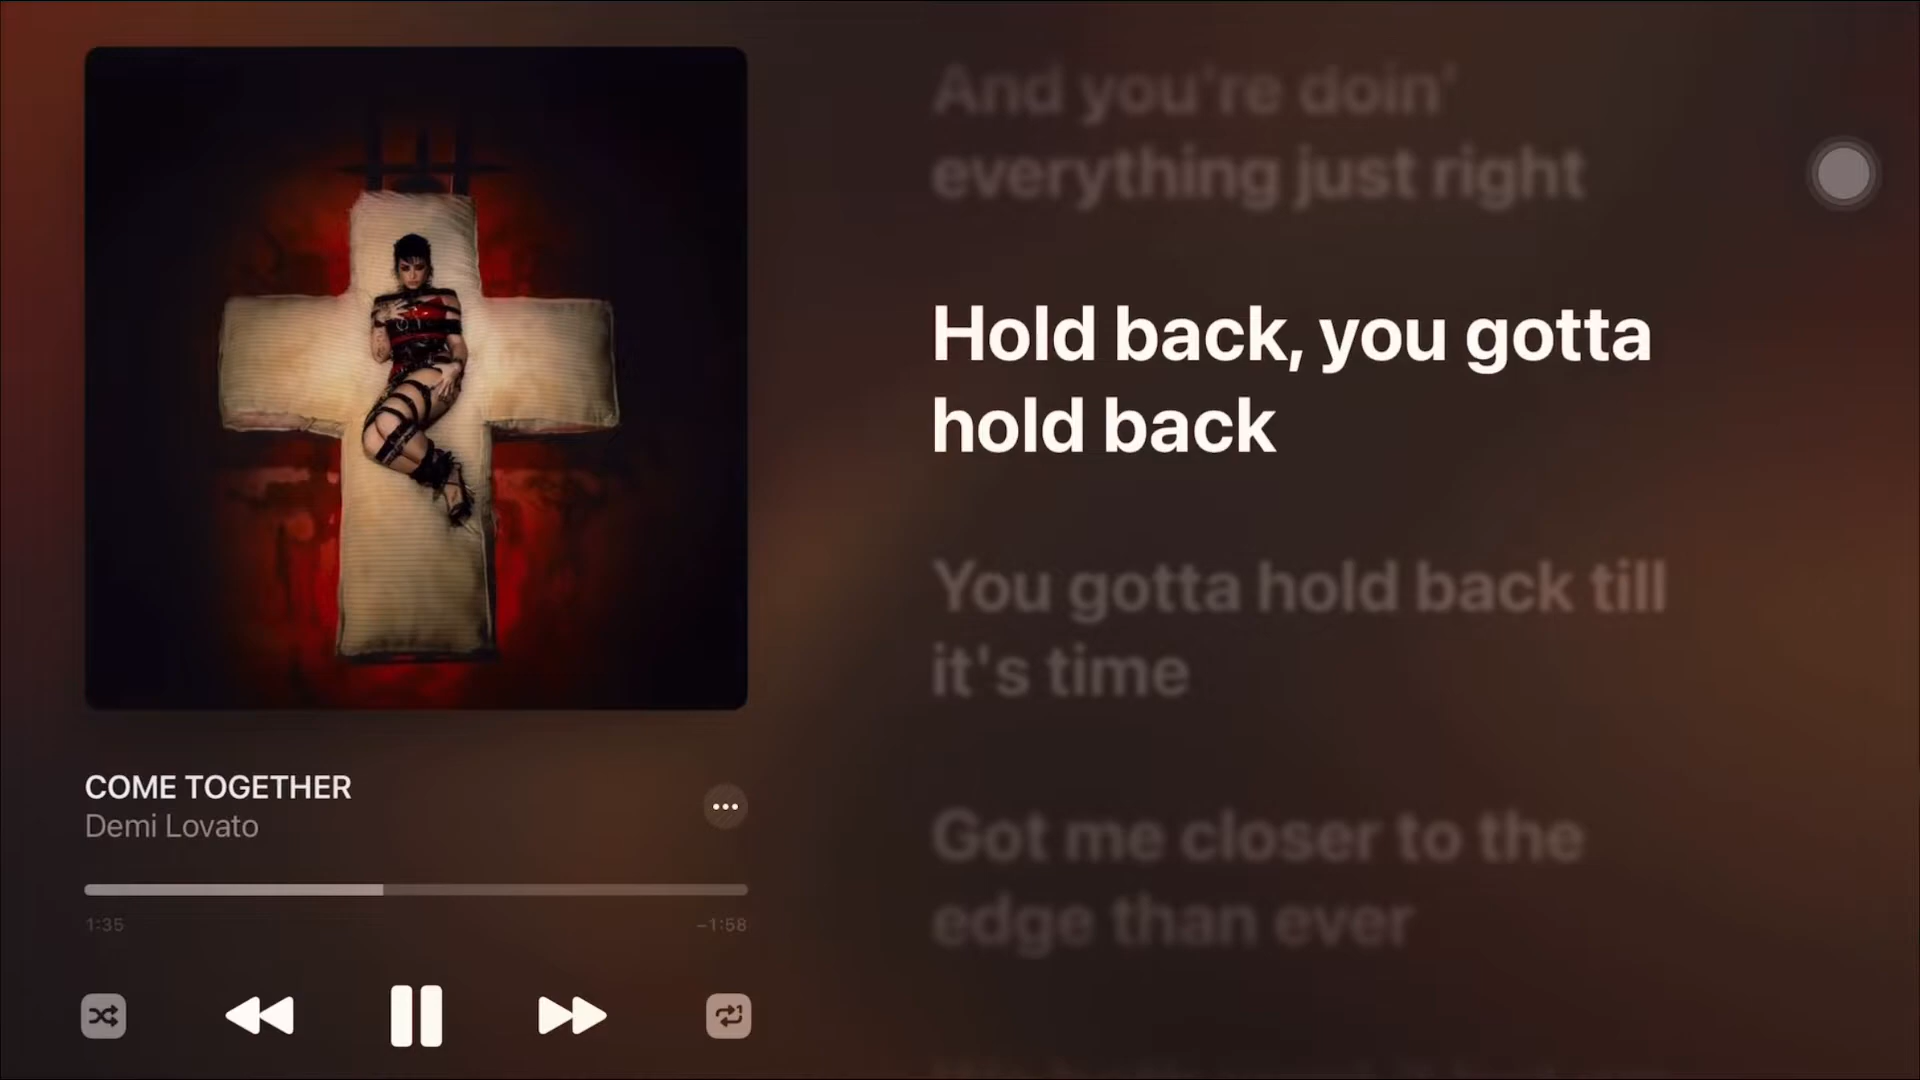 And you're doin'
everything just right
Hold back, you gotta
hold back
You gotta hold back till
it's time
Got me closer to the
edge than ever
COME TOGETHER
Demi Lovato
1:35
-1:58